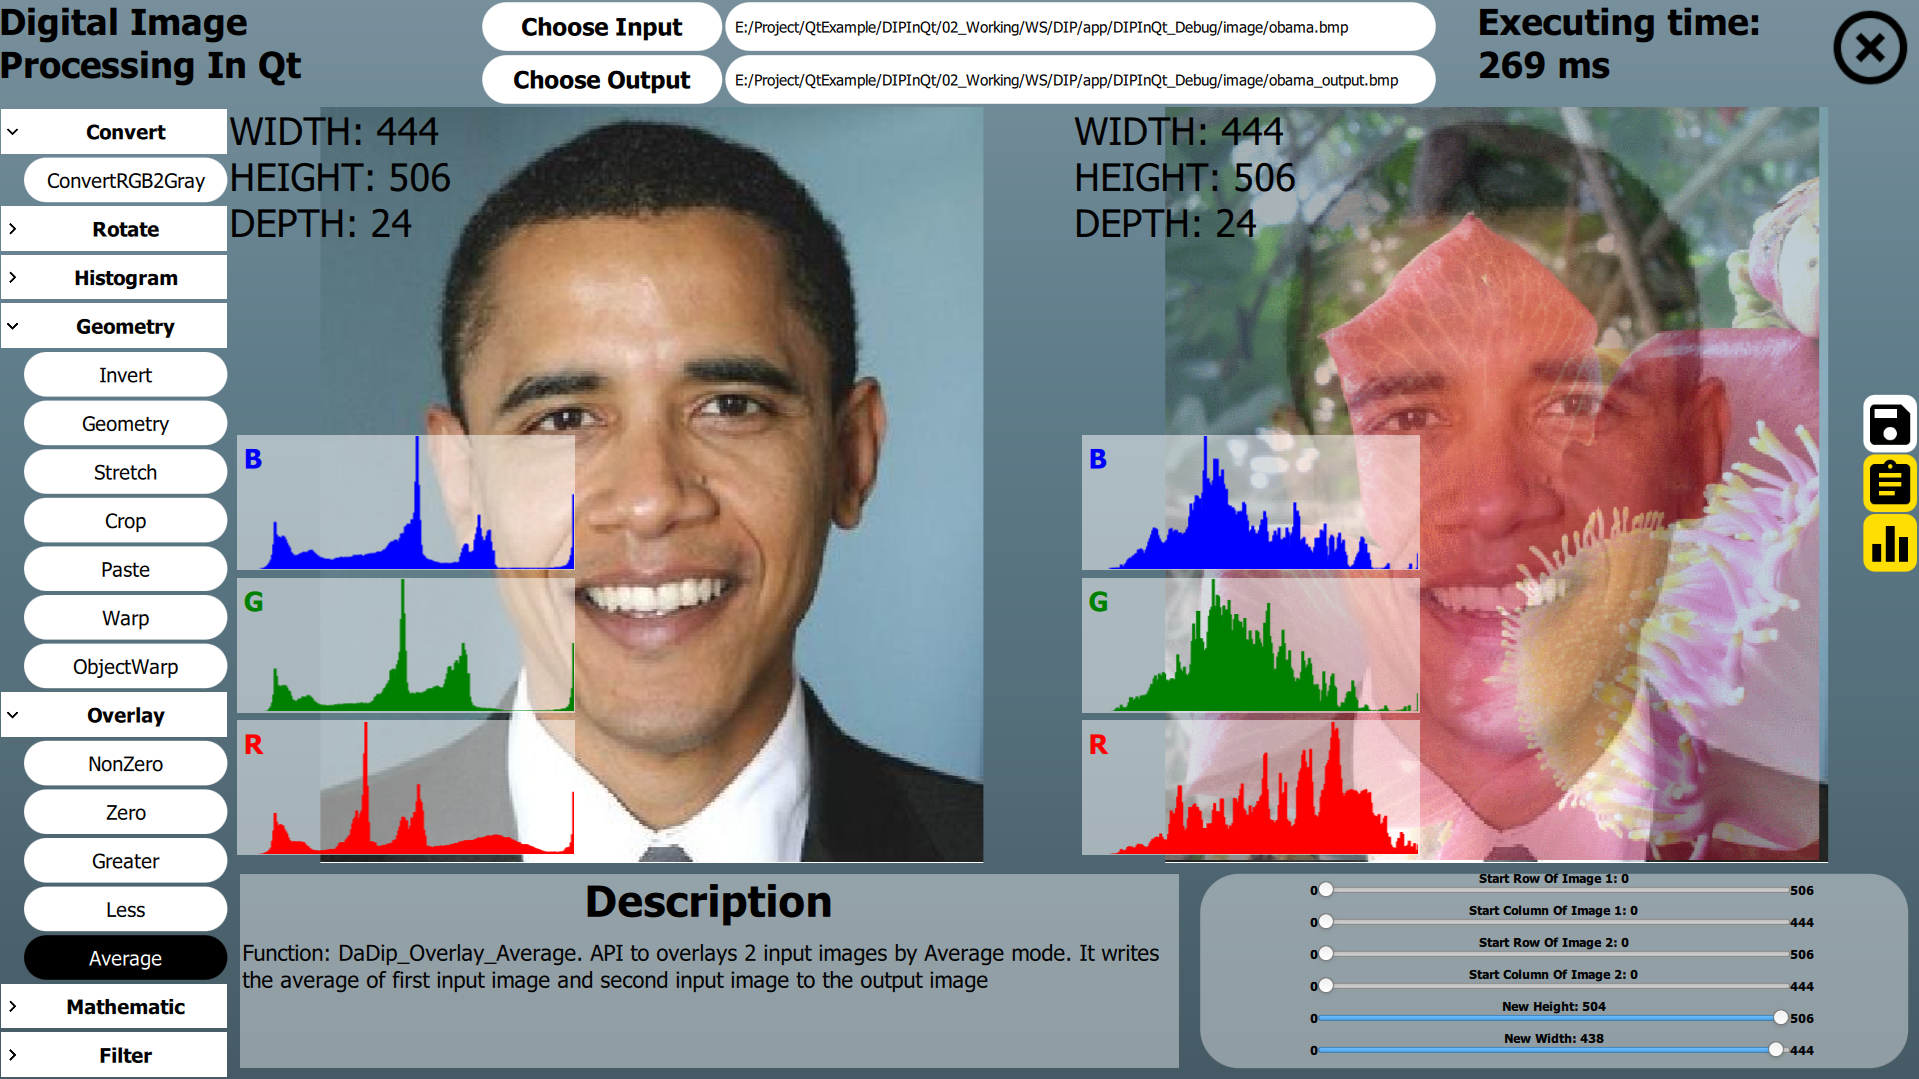 Digital Image
Processing In Qt
Choose Input
E:/Project/QtExample/DIPInQt/02_Working/WS/DIP/app/DIPInQt_Debug/image/obama.bmp
Choose Output
E:/Project/QtExample/DIPInQt/02_Working/WS/DIP/app/DIPInQt_Debug/image/obama_output.bmp
Executing time:
269 ms
Convert
ConvertRGB2Gray
Rotate
Histogram
Geometry
Invert
Geometry
Stretch
Crop
Paste
Warp
ObjectWarp
Overlay
NonZero
Zero
Greater
Less
Average
Mathematic
Filter
WIDTH: 444
HEIGHT: 506
DEPTH: 24
B
G
R
WIDTH: 444
HEIGHT: 506
DEPTH: 24
B
G
R
Description
Function: DaDip_Overlay_Average. API to overlays 2 input images by Average mode. It writes
the average of first input image and second input image to the output image
Start Row Of Image 1: 0
0 506
Start Column Of Image 1: 0
0 444
Start Row Of Image 2: 0
0 506
Start Column Of Image 2: 0
0 444
New Height: 504
0 506
New Width: 438
0 444